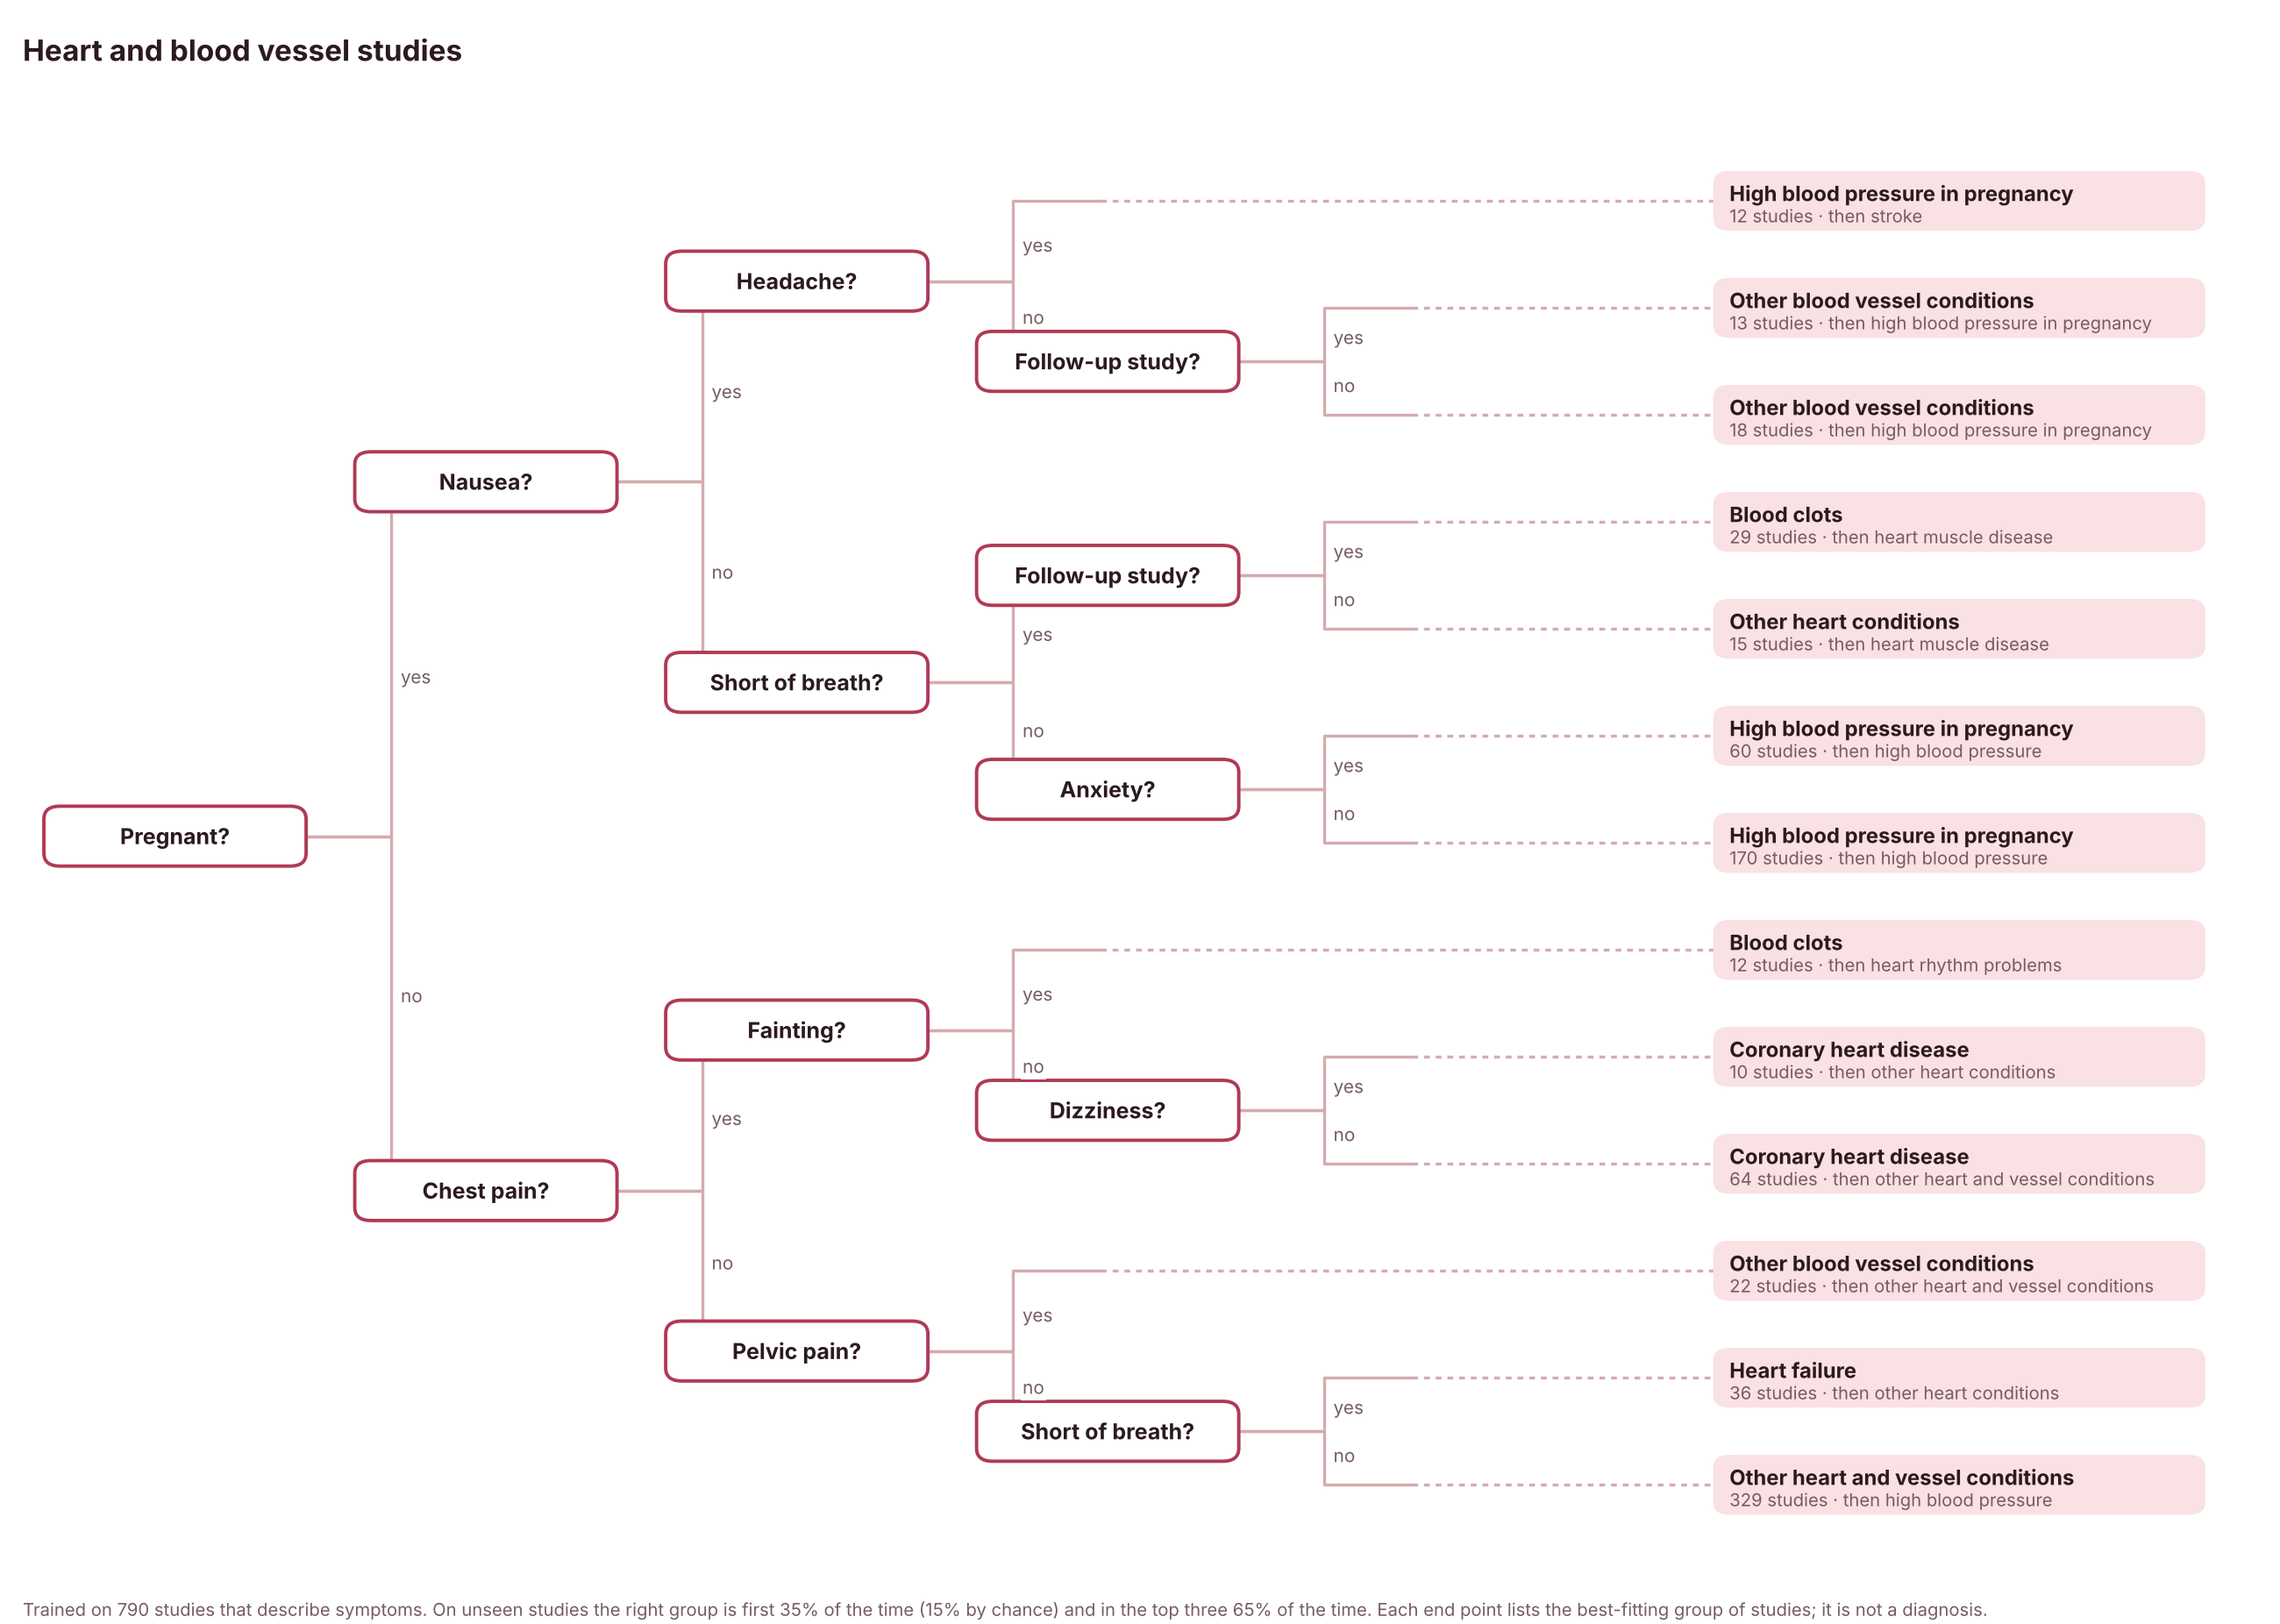 Heart and blood vessel studies
High blood pressure in pregnancy
12 studies · then stroke
yes
Headache?
Other blood vessel conditions
13 studies · then high blood pressure in pregnancy
no
yes
Follow-up study?
no
yes
Other blood vessel conditions
18 studies · then high blood pressure in pregnancy
Nausea?
Blood clots
29 studies · then heart muscle disease
yes
no
Follow-up study?
no
Other heart conditions
15 studies · then heart muscle disease
yes
yes
Short of breath?
High blood pressure in pregnancy
60 studies · then high blood pressure
no
yes
Anxiety?
no
Pregnant?
High blood pressure in pregnancy
170 studies · then high blood pressure
Blood clots
12 studies · then heart rhythm problems
no
yes
Fainting?
Coronary heart disease
10 studies · then other heart conditions
no
yes
Dizziness?
yes
no
Coronary heart disease
64 studies · then other heart and vessel conditions
Chest pain?
no
Other blood vessel conditions
22 studies · then other heart and vessel conditions
yes
Pelvic pain?
Heart failure
36 studies · then other heart conditions
no
yes
Short of breath?
no
Other heart and vessel conditions
329 studies · then high blood pressure
Trained on 790 studies that describe symptoms. On unseen studies the right group is first 35% of the time (15% by chance) and in the top three 65% of the time. Each end point lists the best-fitting group of studies; it is not a diagnosis.